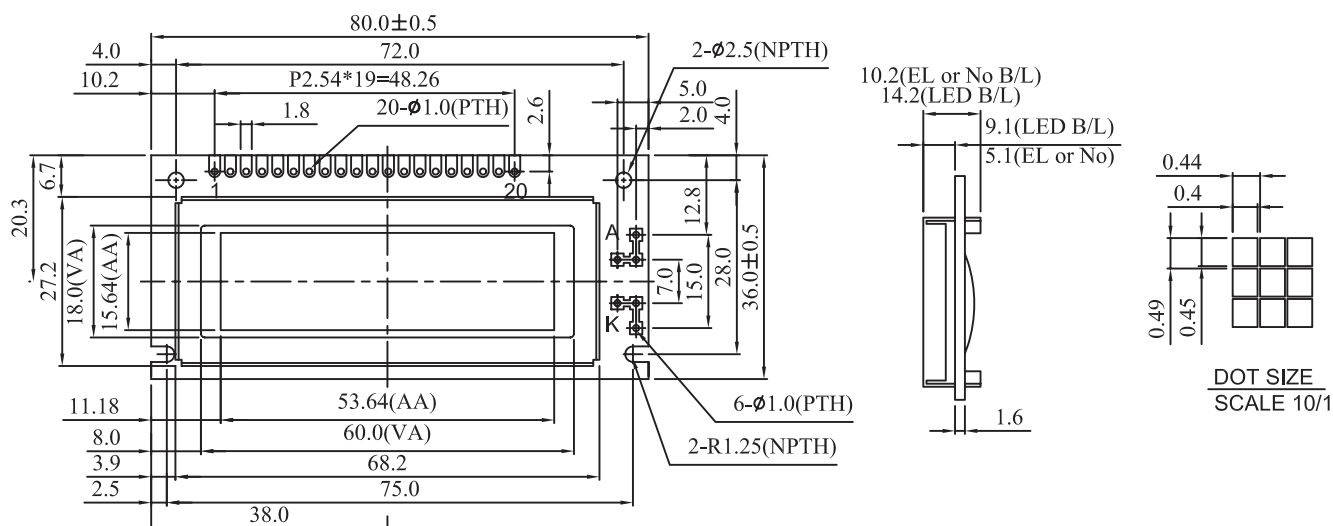 80.0±0.5
4.0
72.0
2-ø2.5(NPTH)
10.2
P2.54*19=48.26
5.0
1.8
20-ø1.0(PTH)
2.6
2.0
4.0
10.2(EL or No B/L)
14.2(LED B/L)
9.1(LED B/L)
5.1(EL or No)
0.44
0.4
6.7
20.3
1
20
12.8
A
27.2
18.0(VA)
15.64(AA)
7.0
15.0
28.0
36.0±0.5
K
0.49
0.45
DOT SIZE
SCALE 10/1
11.18
53.64(AA)
6-ø1.0(PTH)
1.6
8.0
60.0(VA)
2-R1.25(NPTH)
3.9
68.2
2.5
75.0
38.0